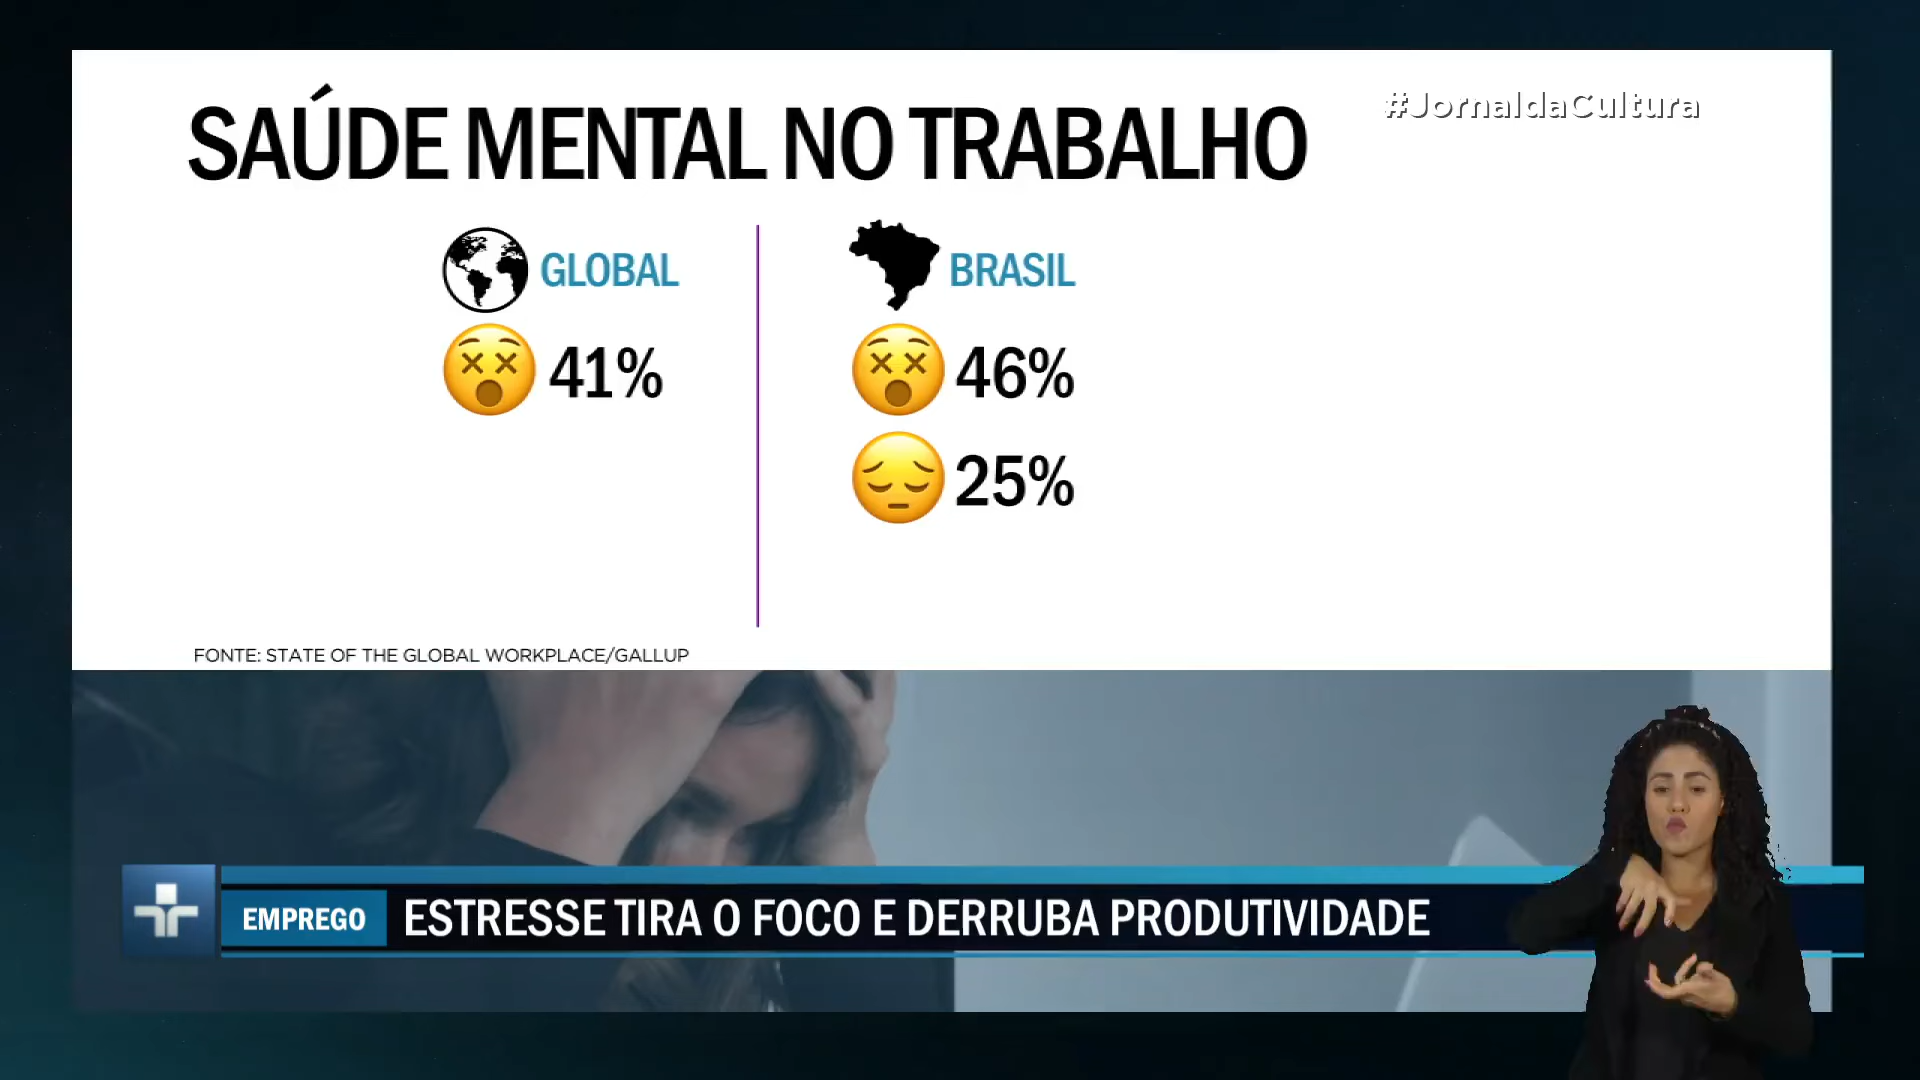 SAÚDE MENTAL NO TRABALHO
#JornaldaCultura
GLOBAL
BRASIL
41%
46%
25%
FONTE: STATE OF THE GLOBAL WORKPLACE/GALLUP
EMPREGO
ESTRESSE TIRA O FOCO E DERRUBA PRODUTIVIDADE